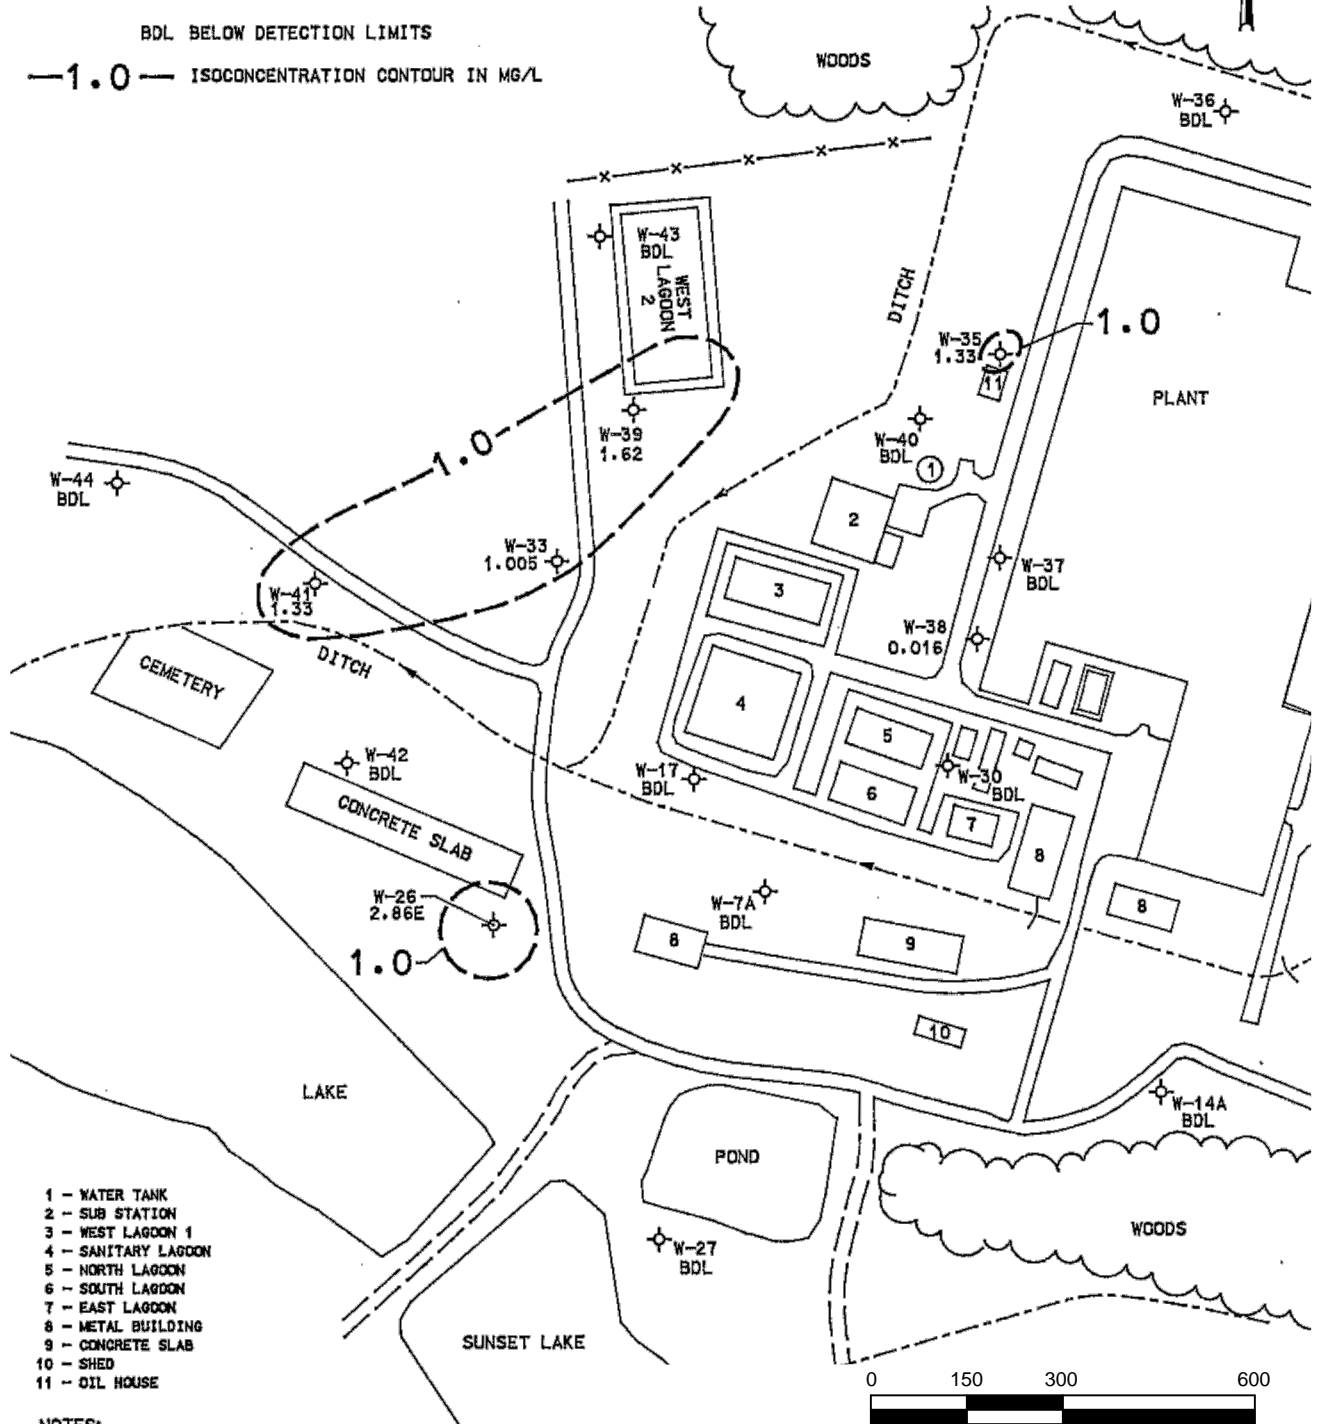 BDL BELOW DETECTION LIMITS
—1.0— ISOCONCENTRATION CONTOUR IN MG/L
WOODS
W-36
BDL
W-43
BDL
WEST
LAGOON
2
DITCH
W-35
1.33
1.0
11
PLANT
W-39
1.62
W-40
BDL
1
1.0
W-44
BDL
2
W-33
1.005
W-37
BDL
W-41
1.33
3
W-38
0.016
DITCH
CEMETERY
4
5
W-42
BDL
W-17
BDL
W-30
BDL
6
7
CONCRETE SLAB
8
W-26
2.86E
W-7A
BDL
8
8
9
1.0
10
LAKE
W-14A
BDL
POND
WOODS
W-27
BDL
SUNSET LAKE
1 - WATER TANK
2 - SUB STATION
3 - WEST LAGOON 1
4 - SANITARY LAGOON
5 - NORTH LAGOON
6 - SOUTH LAGOON
7 - EAST LAGOON
8 - METAL BUILDING
9 - CONCRETE SLAB
10 - SHED
11 - OIL HOUSE
0 150 300 600
NOTES: